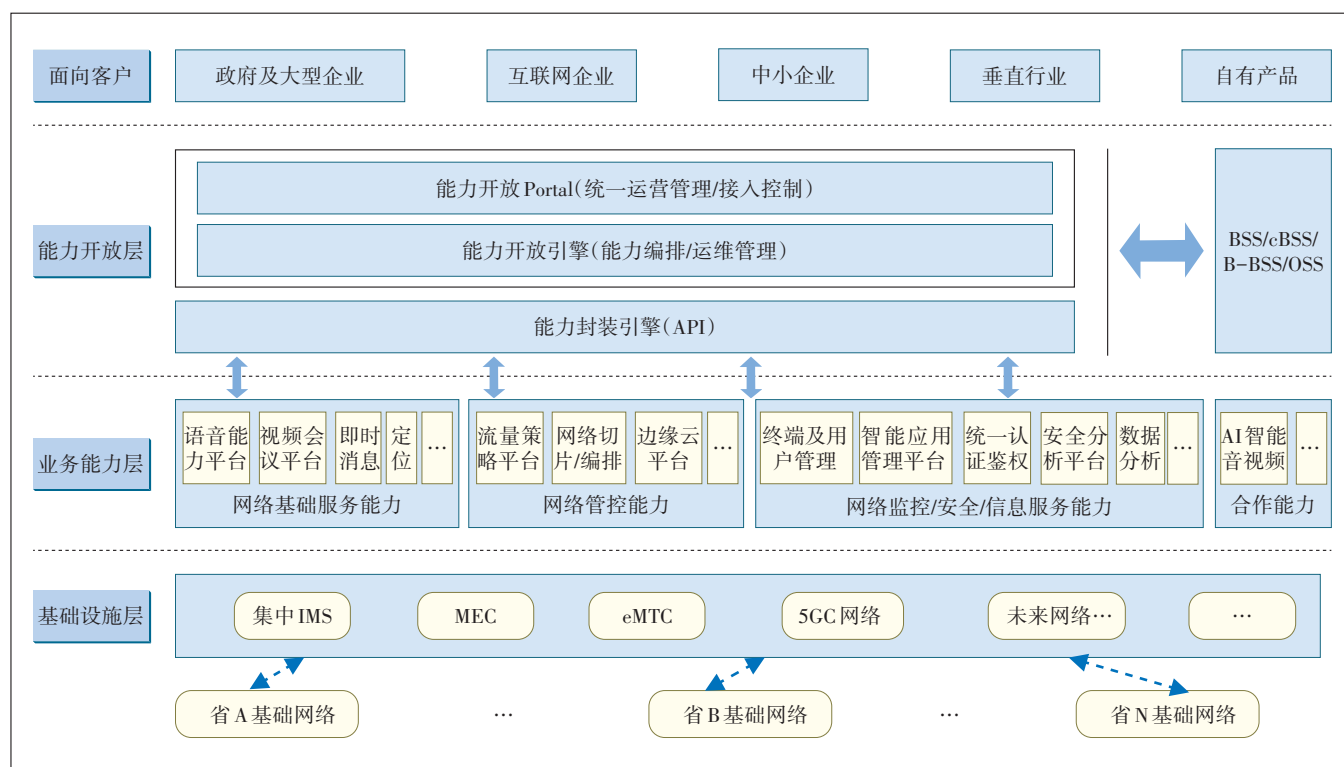 面向客户
政府及大型企业
互联网企业
中小企业
垂直行业
自有产品
能力开放层
能力开放Portal(统一运营管理/接入控制)
能力开放引擎(能力编排/运维管理)
能力封装引擎(API)
BSS/cBSS/
B-BSS/OSS
业务能力层
语音能
力平台
视频会
议平台
即时
消息
定
位
…
网络基础服务能力
流量策
略平台
网络切
片/编排
边缘云
平台
…
网络管控能力
终端及用
户管理
智能应用
管理平台
统一认
证鉴权
安全分
析平台
数据
分析
…
网络监控/安全/信息服务能力
AI智能
音视频
…
合作能力
基础设施层
集中IMS
MEC
eMTC
5GC网络
未来网络…
…
省A基础网络
…
省B基础网络
…
省N基础网络